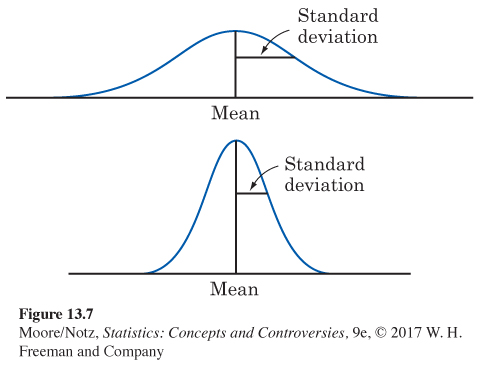 Standard
deviation
Mean
Standard
deviation
Mean
Figure 13.7
Moore/Notz, Statistics: Concepts and Controversies, 9e, © 2017 W. H.
Freeman and Company